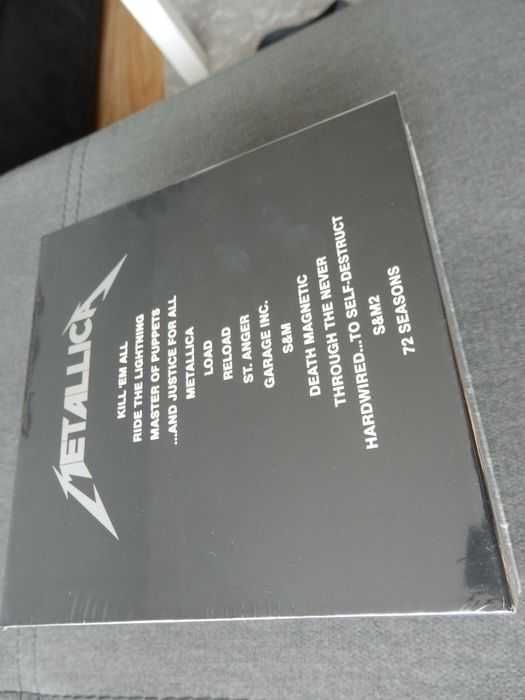 METALLICA
KILL 'EM ALL
RIDE THE LIGHTNING
MASTER OF PUPPETS
...AND JUSTICE FOR ALL
METALLICA
LOAD
RELOAD
ST. ANGER
GARAGE INC.
S&M
DEATH MAGNETIC
THROUGH THE NEVER
HARDWIRED...TO SELF-DESTRUCT
S&M2
72 SEASONS